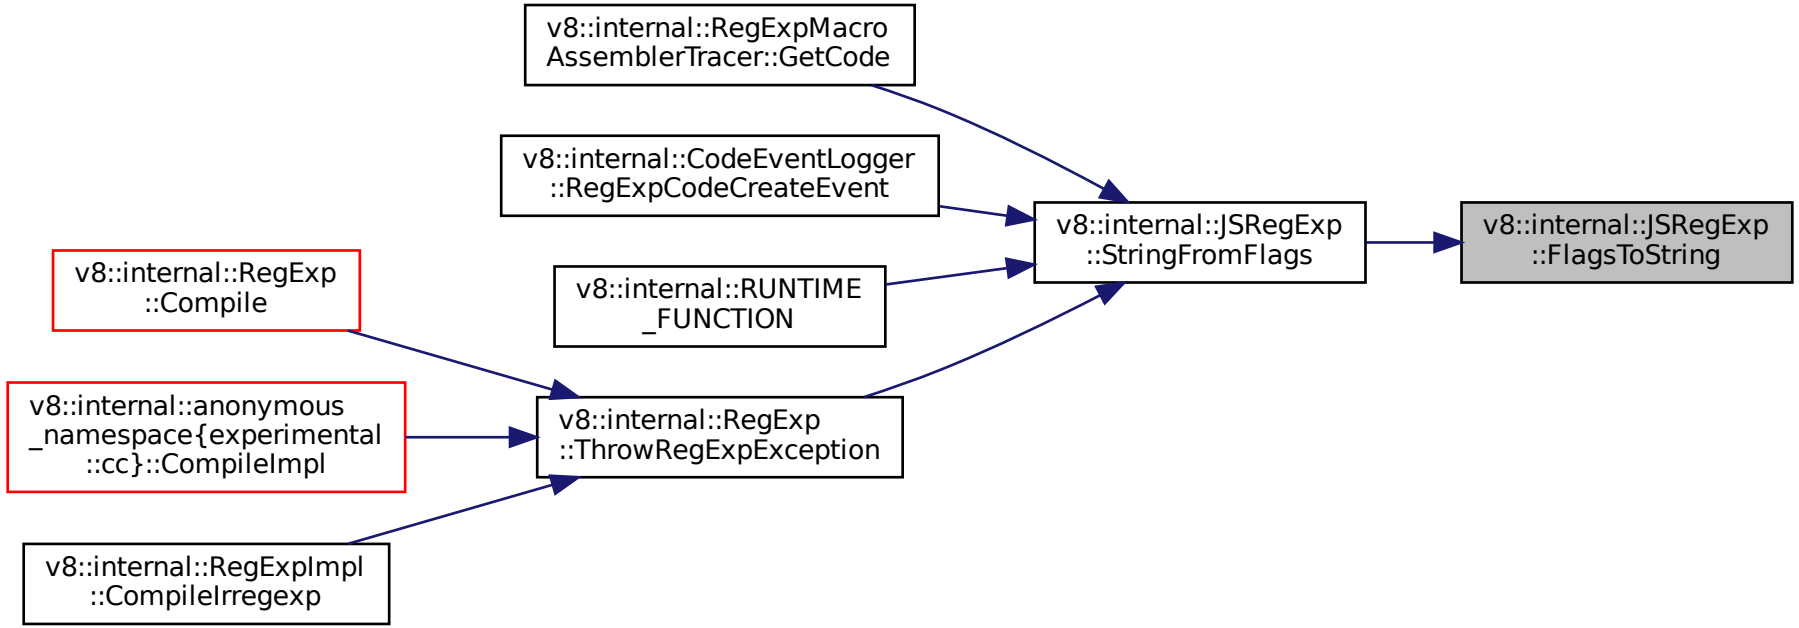 v8::internal::RegExpMacro
AssemblerTracer::GetCode
v8::internal::CodeEventLogger
::RegExpCodeCreateEvent
v8::internal::JSRegExp
::StringFromFlags
v8::internal::JSRegExp
::FlagsToString
v8::internal::RUNTIME
_FUNCTION
v8::internal::RegExp
::Compile
v8::internal::anonymous
_namespace{experimental
::cc}::CompileImpl
v8::internal::RegExp
::ThrowRegExpException
v8::internal::RegExpImpl
::CompileIrregexp